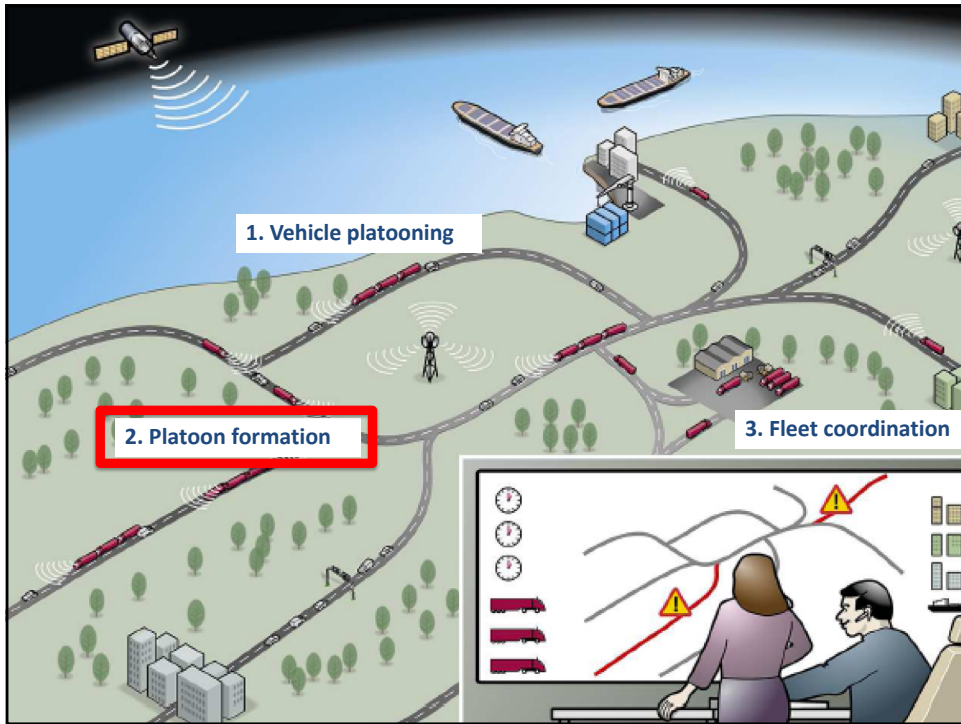 1. Vehicle platooning
2. Platoon formation
3. Fleet coordination
!
!